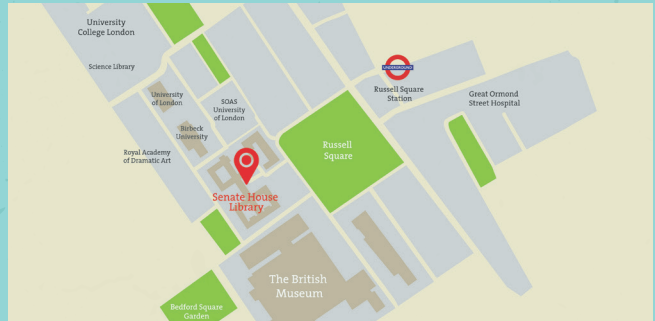 University
College London
Science Library
University
of London
SOAS
University
of London
Birbeck
University
Royal Academy
of Dramatic Art
UNDERGROUND
Russell Square
Station
Great Ormond
Street Hospital
Russell
Square
Senate House
Library
The British
Museum
Bedford Square
Garden